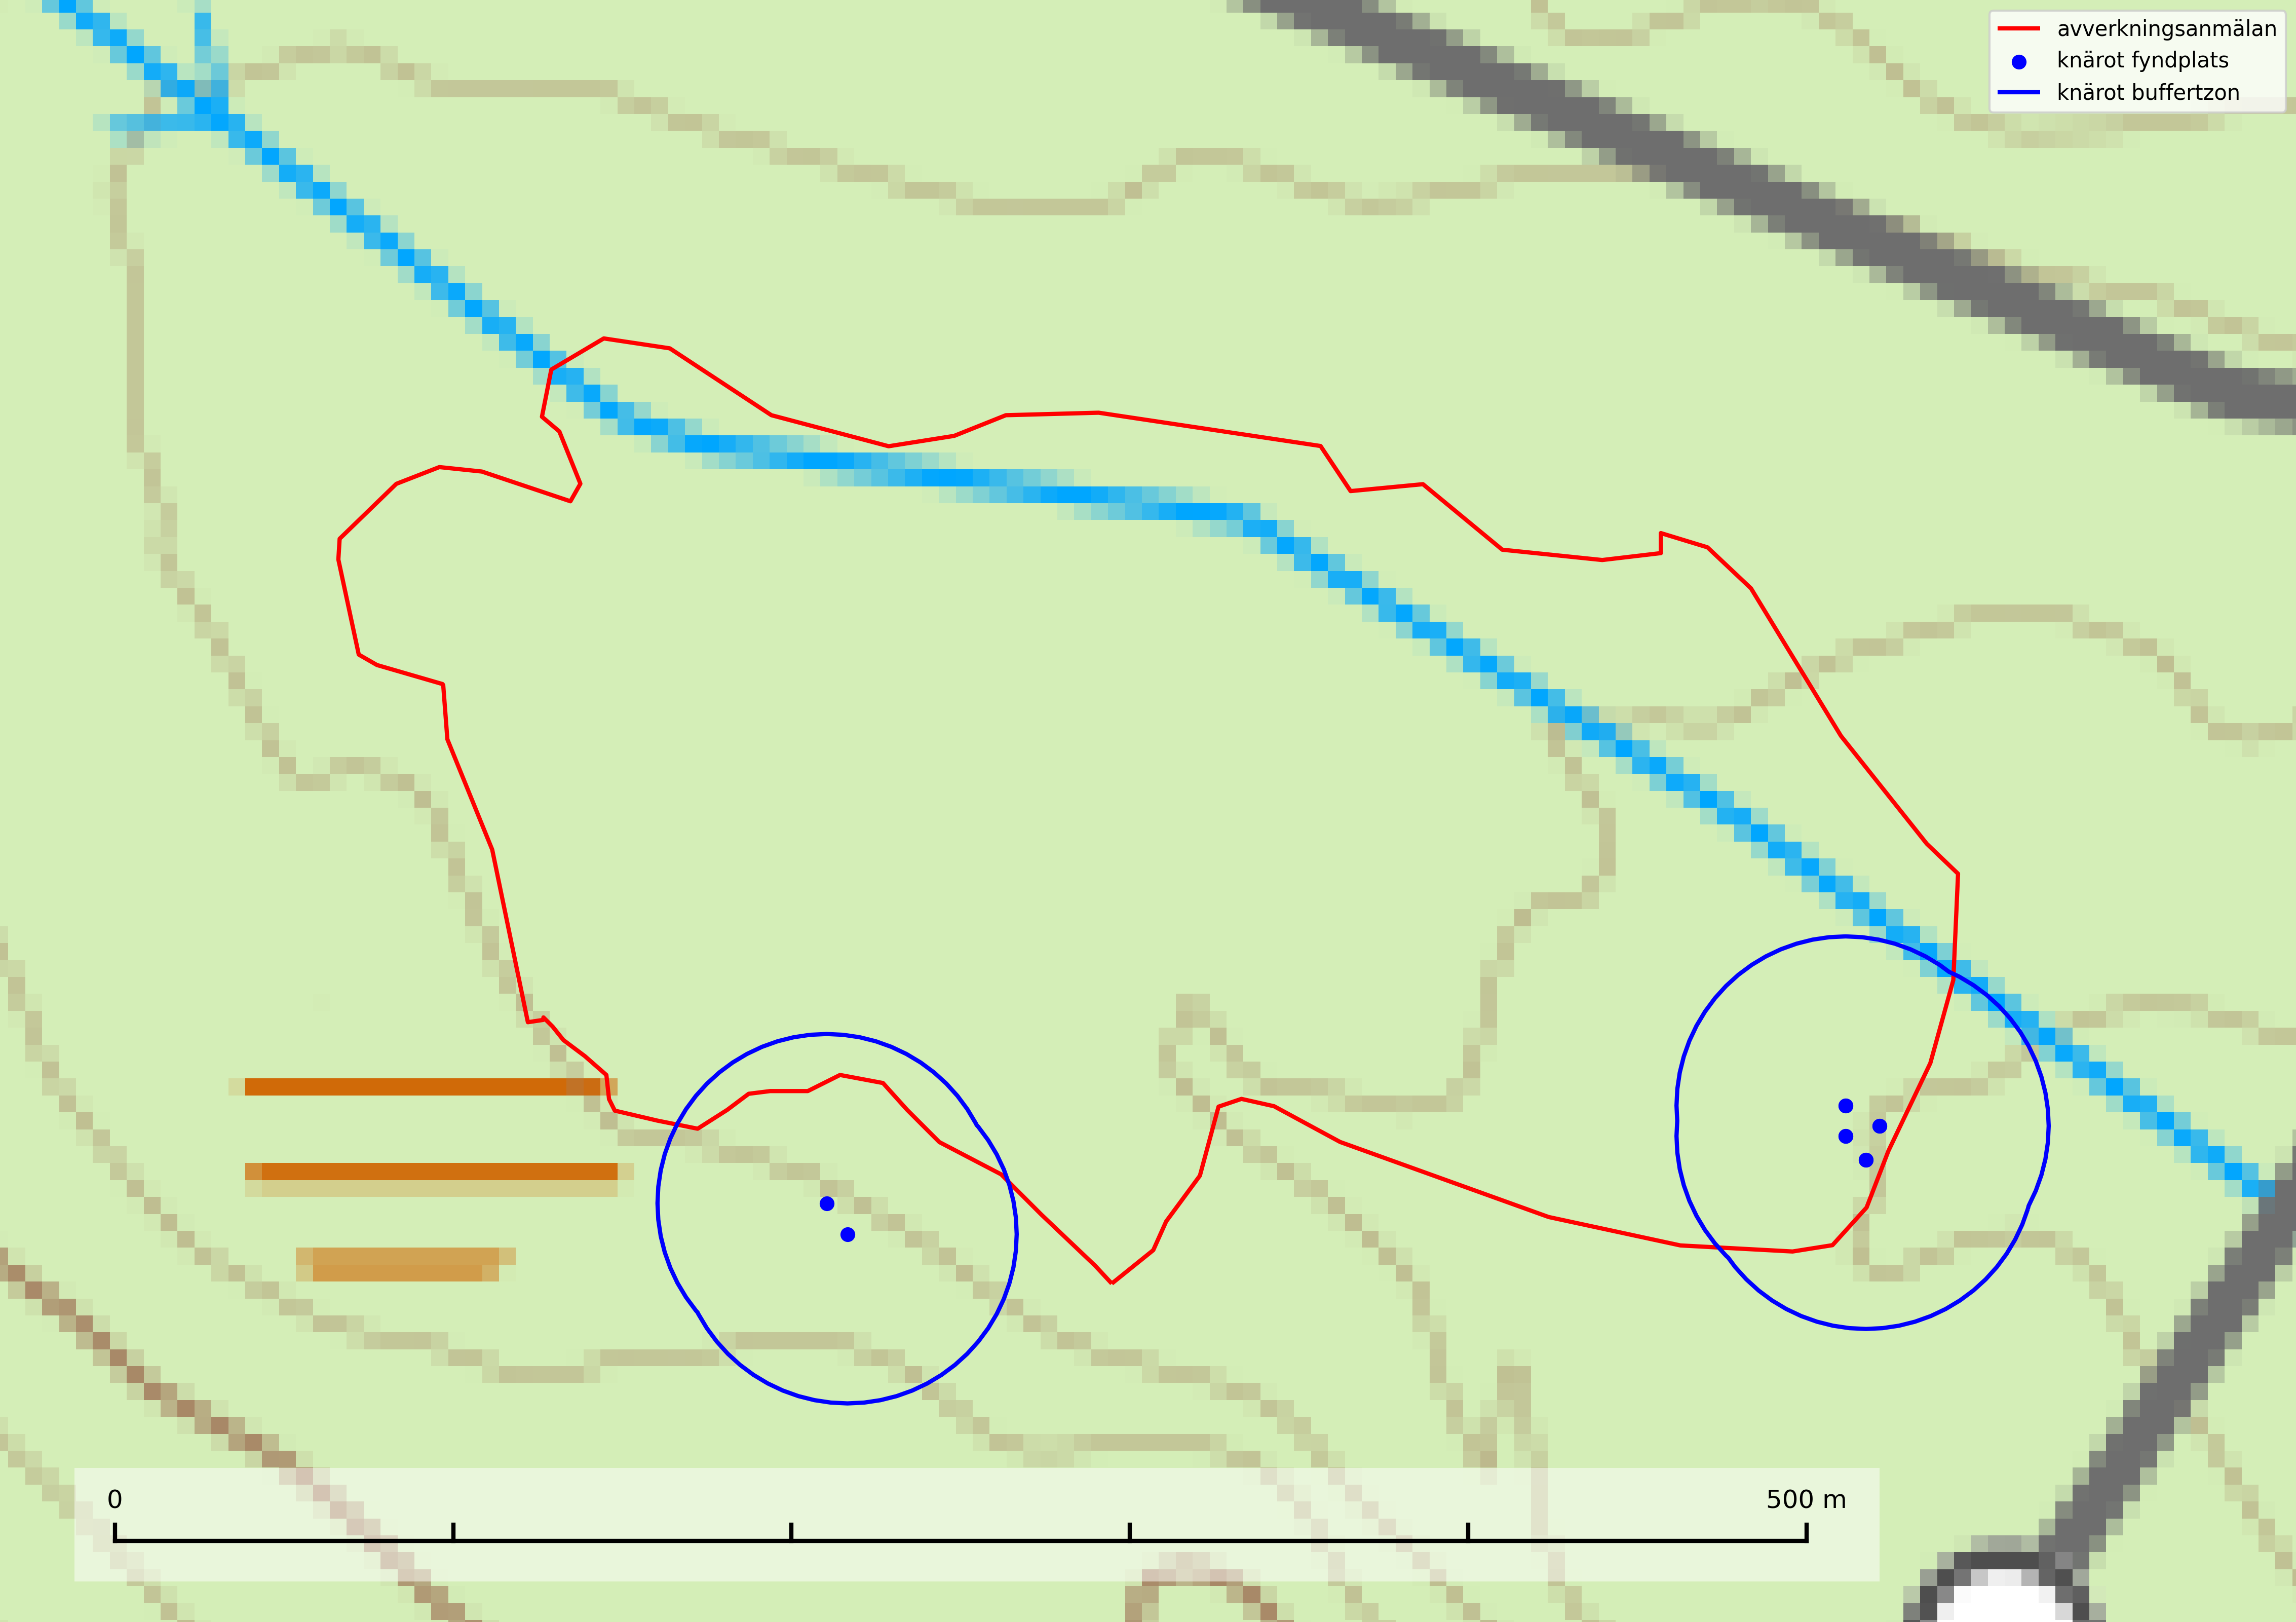 avverkningsanmälan
knärot fyndplats
knärot buffertzon
0
500 m